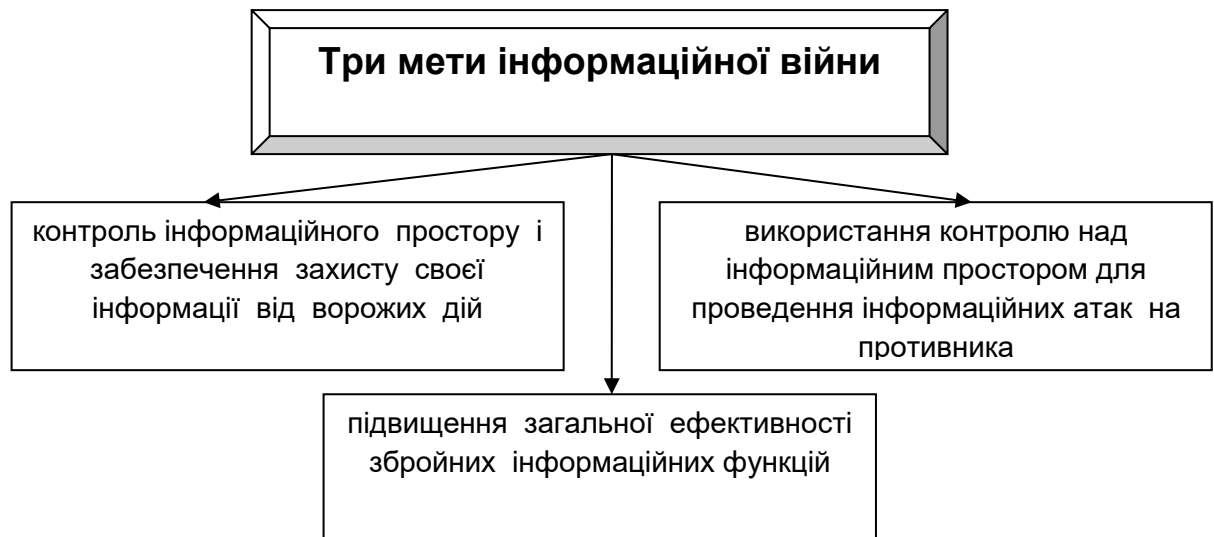 Три мети інформаційної війни
контроль інформаційного простору і
забезпечення захисту своєї
інформації від ворожих дій
використання контролю над
інформаційним простором для
проведення інформаційних атак на
противника
підвищення загальної ефективності
збройних інформаційних функцій